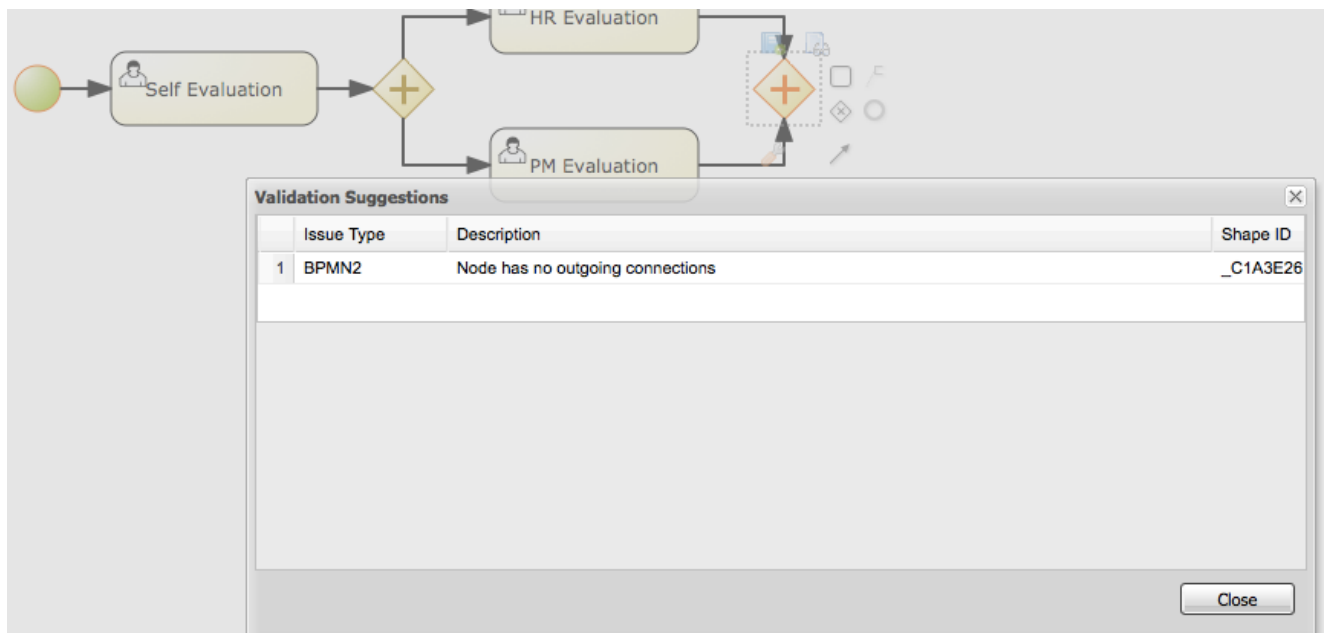 HR Evaluation
Self Evaluation
PM Evaluation
Validation Suggestions
Issue Type Description Shape ID
1 BPMN2 Node has no outgoing connections _C1A3E26
Close